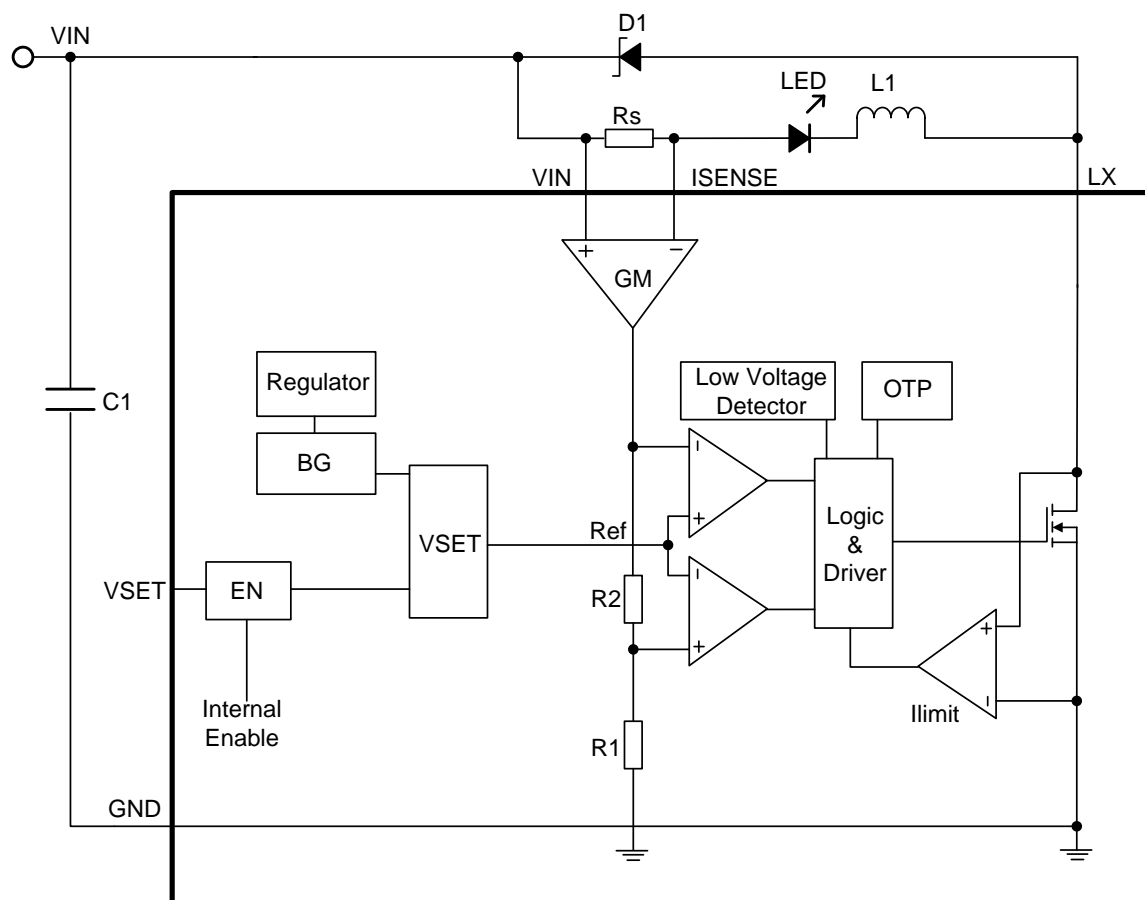 VIN
D1
LED
L1
Rs
VIN
ISENSE
LX
+
−
GM
Regulator
Low Voltage
Detector
OTP
C1
BG
VSET
Ref
Logic
&
Driver
VSET
EN
R2
Internal
Enable
Ilimit
R1
GND